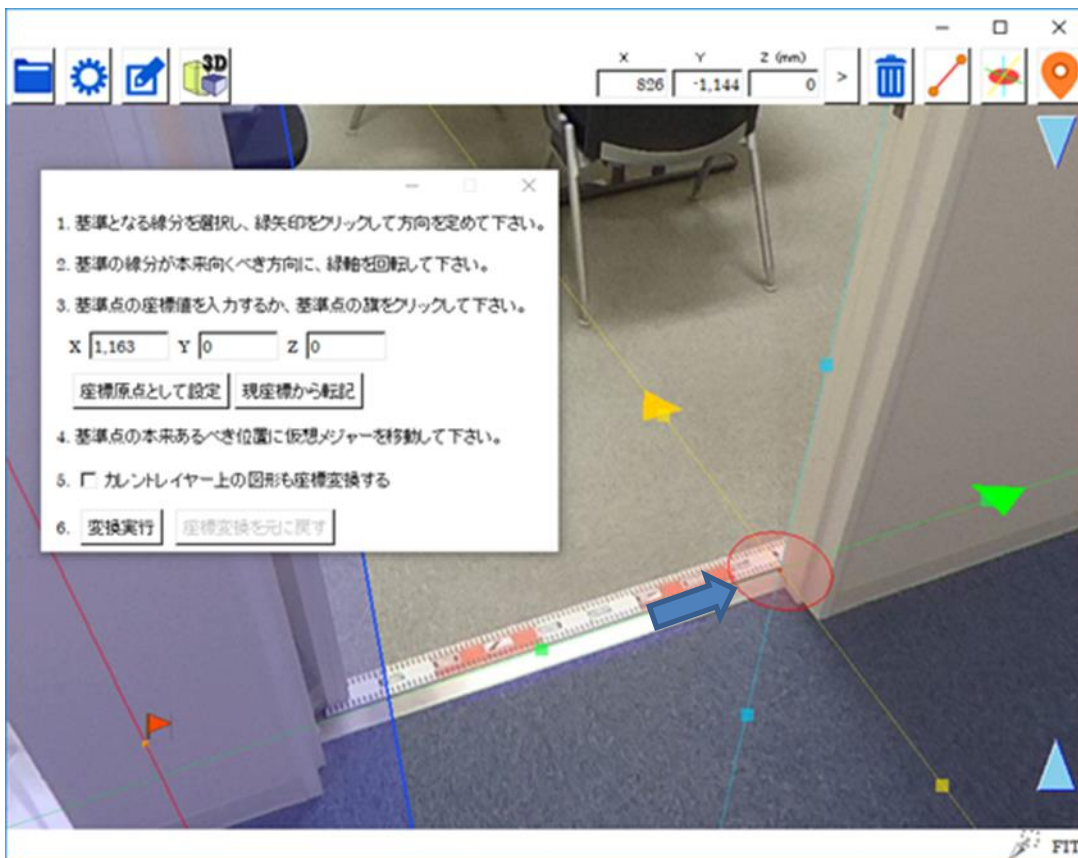 3D
X Y Z (mm)
826 -1,144 0 >
1. 基準となる線分を選択し、緑矢印をクリックして方向を定めて下さい。
2. 基準の線分が本来向くべき方向に、緑軸を回転して下さい。
3. 基準点の座標値を入力するか、基準点の旗をクリックして下さい。
X 1,163 Y 0 Z 0
座標原点として設定 現座標から転記
4. 基準点の本来あるべき位置に仮想メジャーを移動して下さい。
5. カレントレイヤー上の図形も座標変換する
6. 変換実行 座標変換を元に戻す
FIT